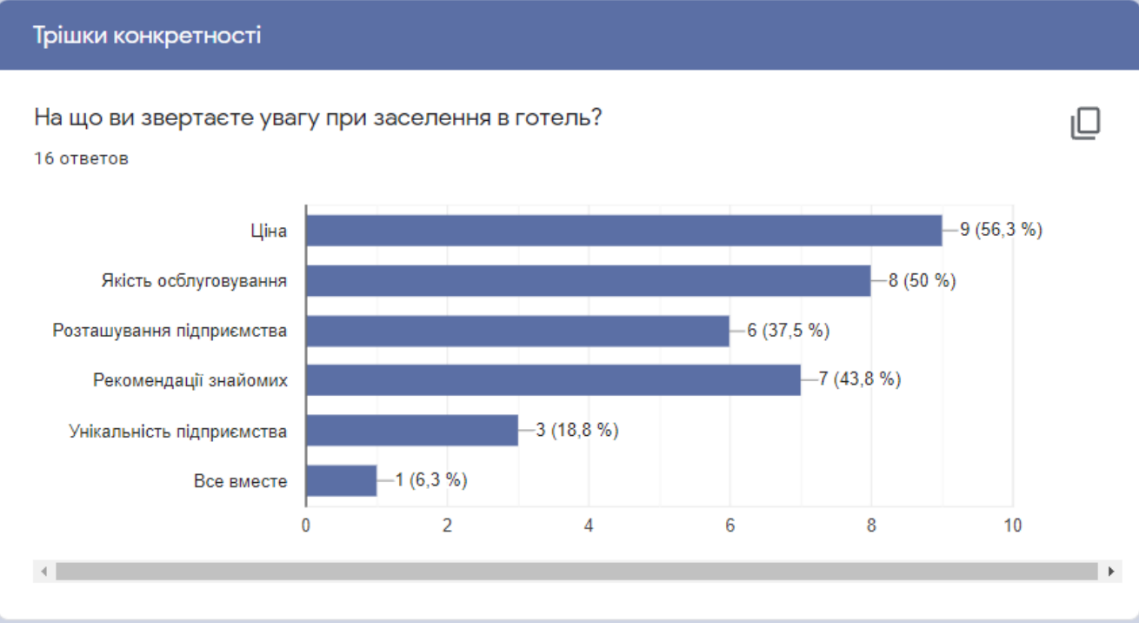 Трішки конкретності
На що ви звертаєте увагу при заселення в готель?
16 ответов
Ціна
9 (56,3 %)
Якість осблуговування
8 (50 %)
Розташування підприємства
6 (37,5 %)
Рекомендації знайомих
7 (43,8 %)
Унікальність підприємства
3 (18,8 %)
Все вместе
1 (6,3 %)
0 2 4 6 8 10